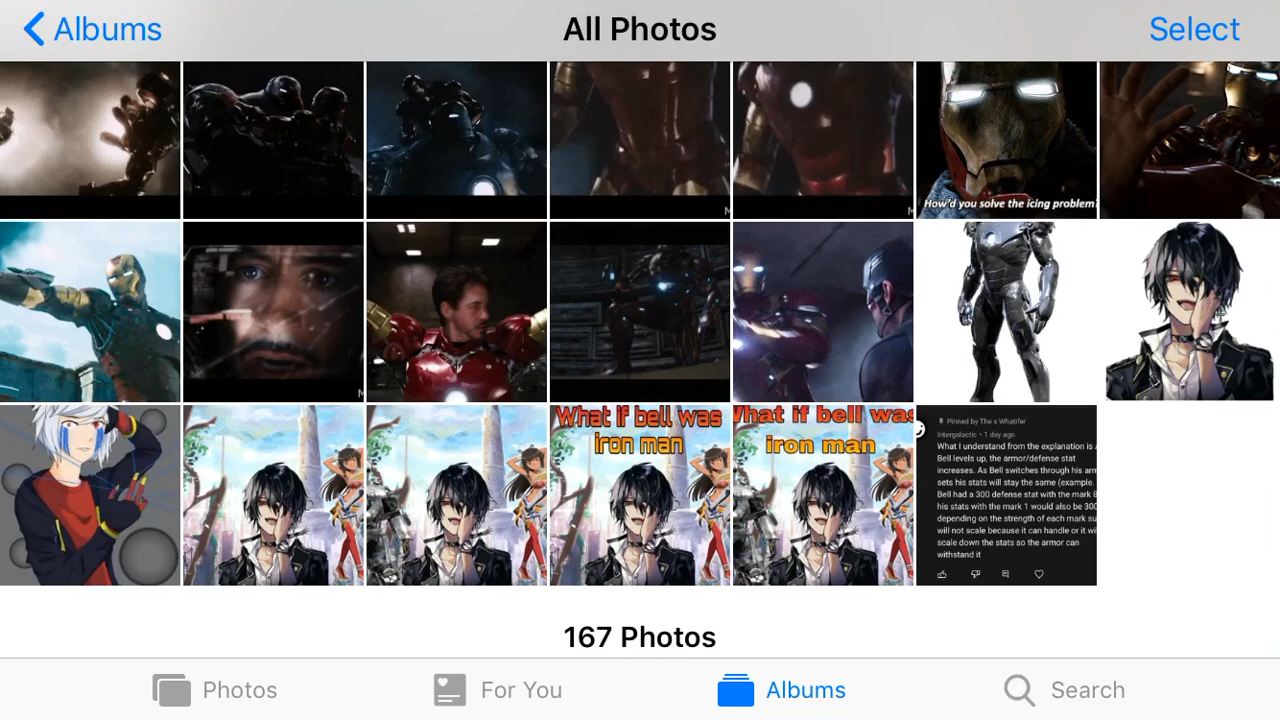 Albums
All Photos
Select
How'd you solve the icing problem?
What if bell was
iron man
What if bell was
iron man
Pinned by The x Whatifer
Intergalactic • 1 day ago
What I understand from the explanation is
Bell levels up, the armor/defense stat
increases. As Bell switches through his
sets his stats will stay the same (example.
Bell had a 300 defense stat with the mark
his stats with the mark 1 would also be 300
depending on the strength of each mark
will not scale because it can handle or it
scale down the stats so the armor can
withstand it
167 Photos
Photos
For You
Albums
Search